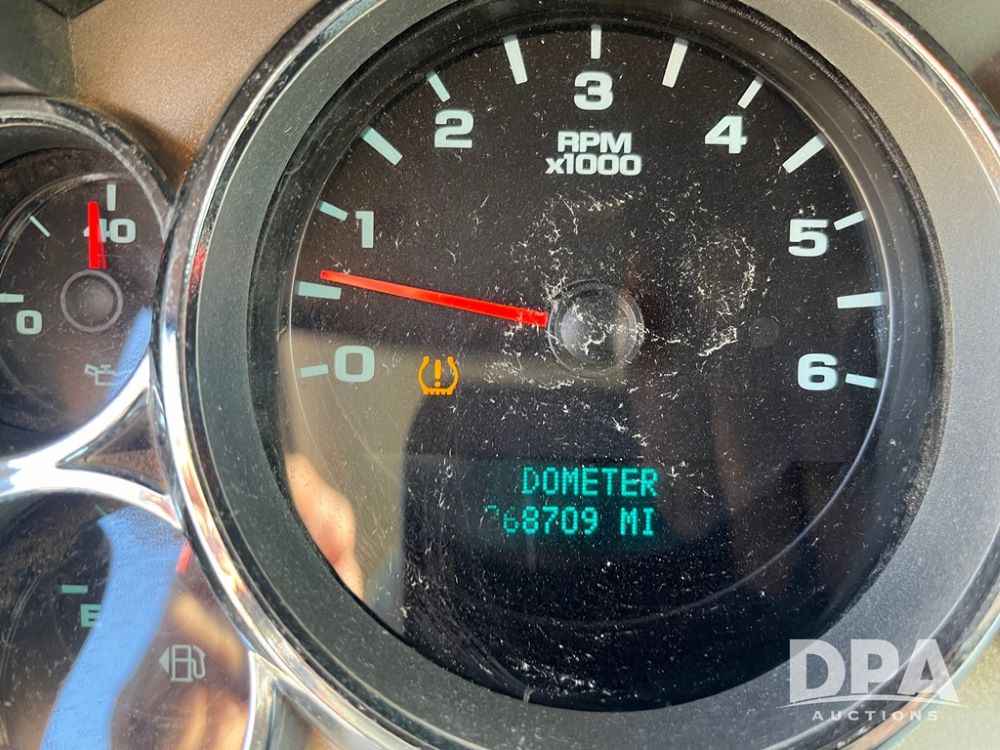 0
1
2
3
4
5
6
RPM
x1000
40
0
E
DOMETER
68709 MI
DPA
AUCTIONS